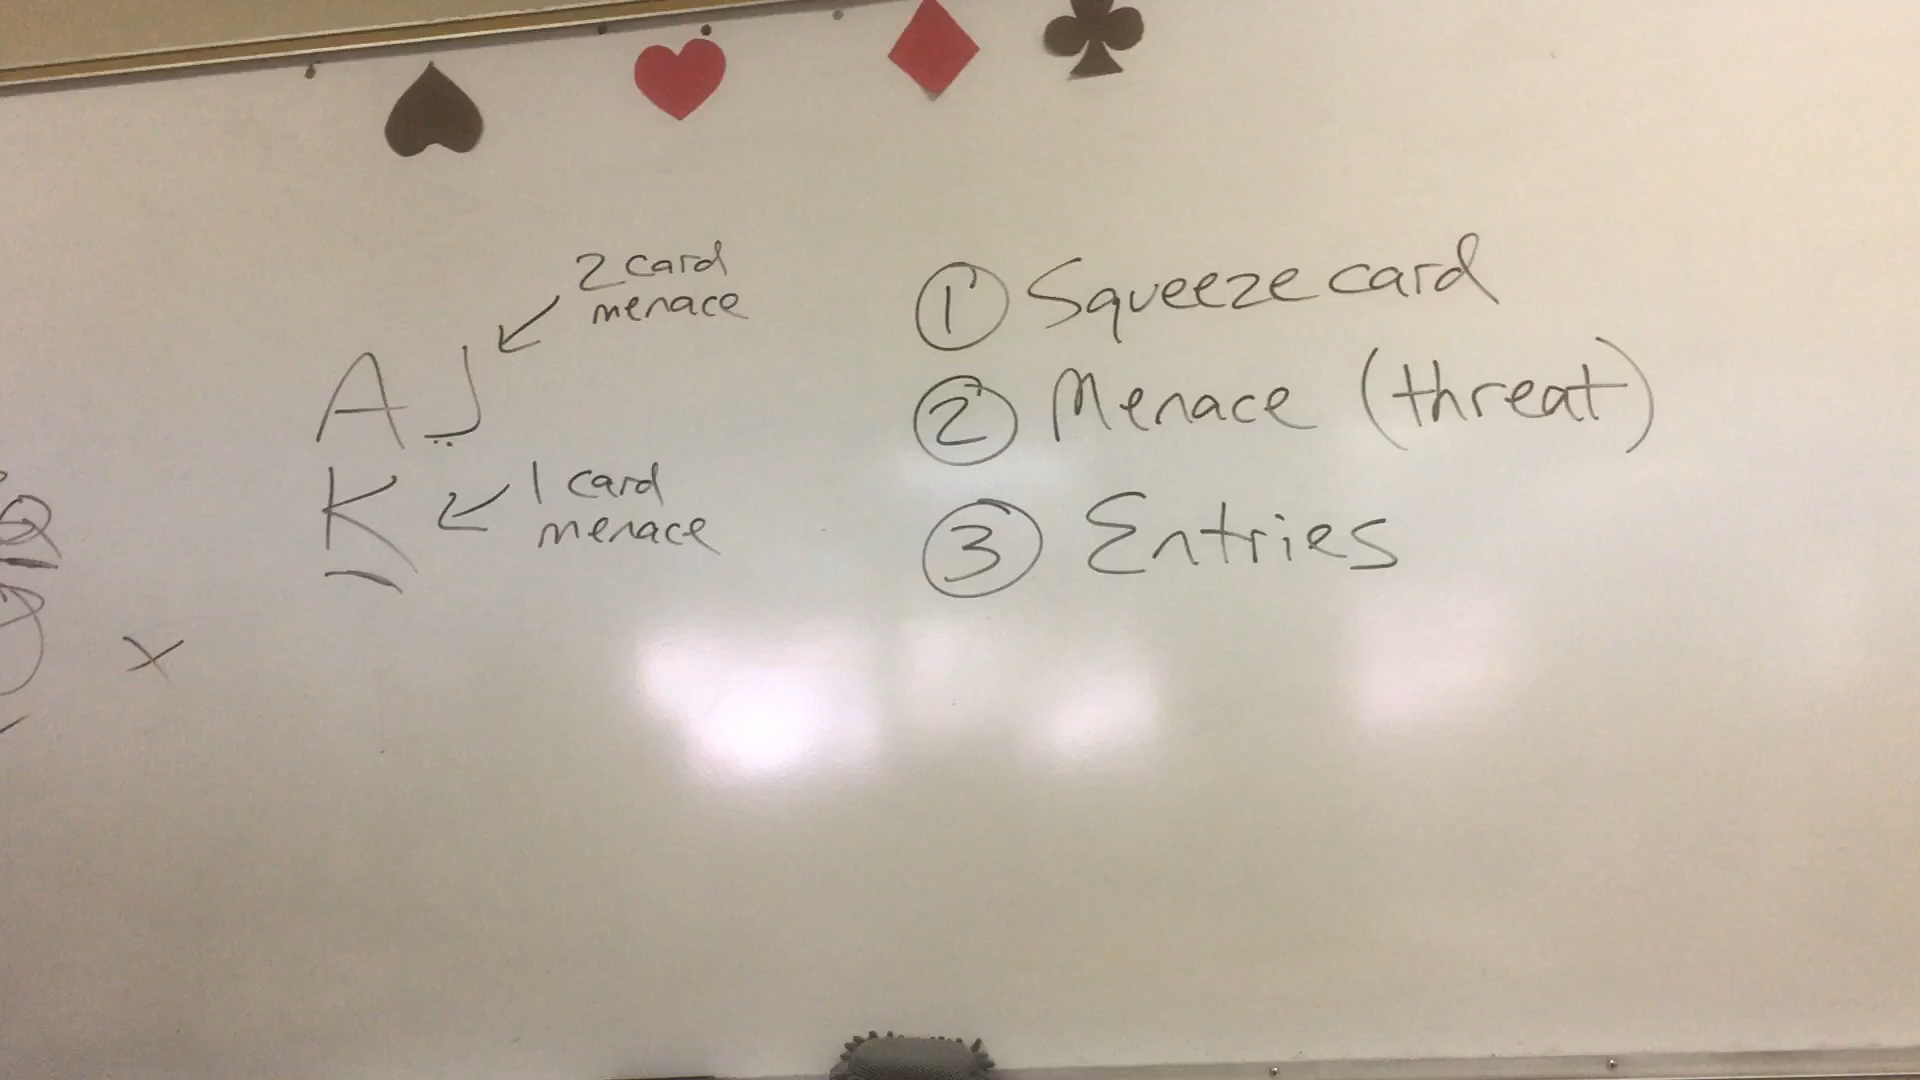 2 card
menace
A J
K
1 card
menace
Q
x
① Squeeze card
② Menace (threat)
③ Entries